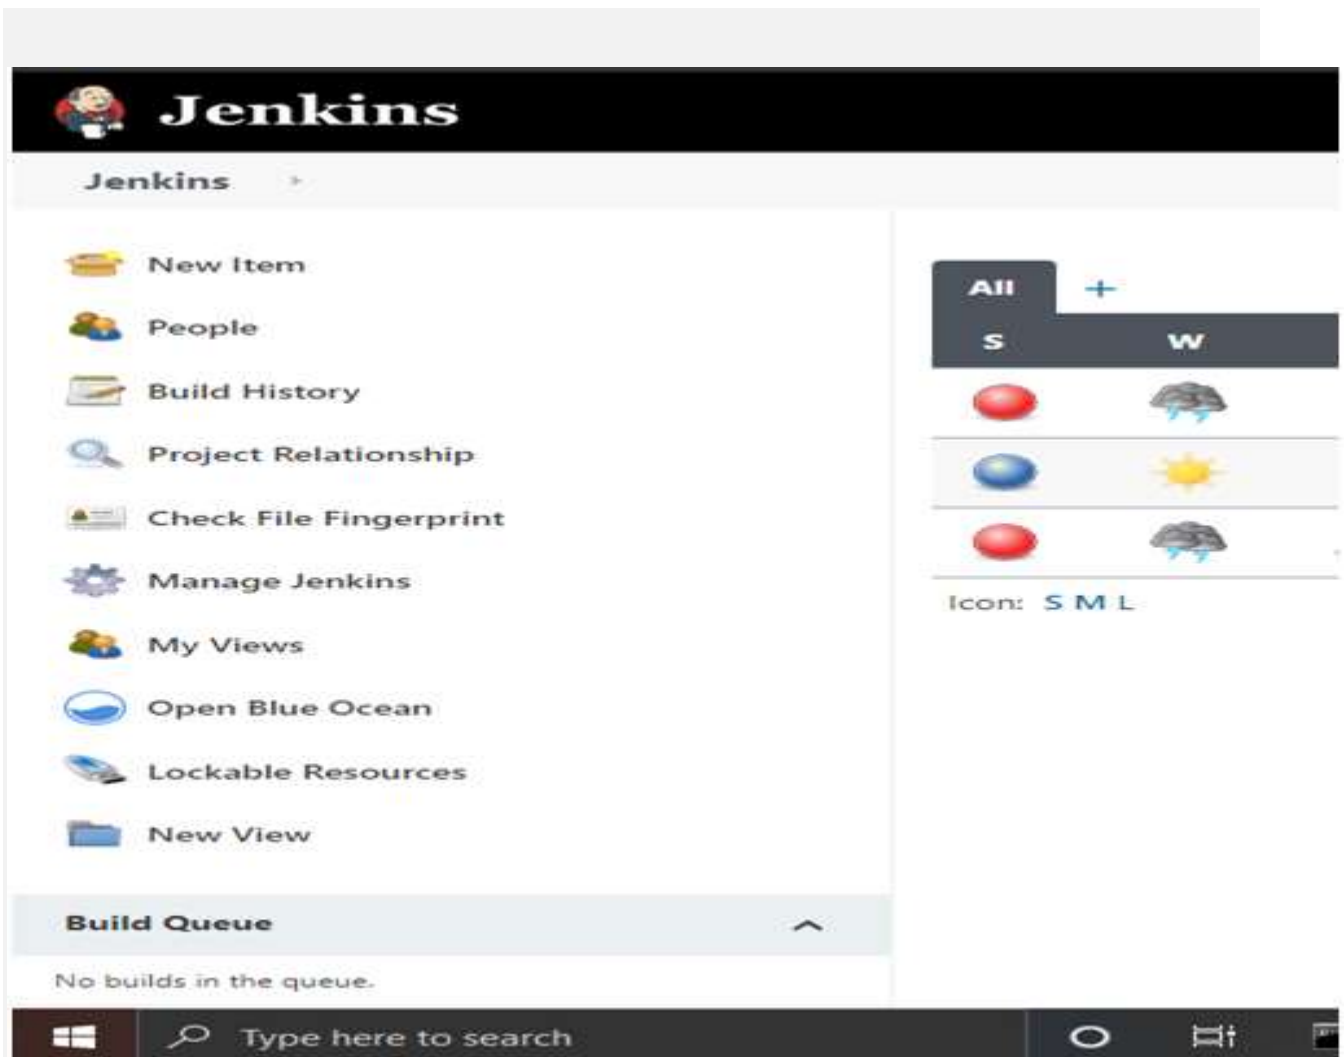 Jenkins
Jenkins
New Item
People
Build History
Project Relationship
Check File Fingerprint
Manage Jenkins
My Views
Open Blue Ocean
Lockable Resources
New View
Build Queue
No builds in the queue.
All +
S W
Icon: S M L
Type here to search